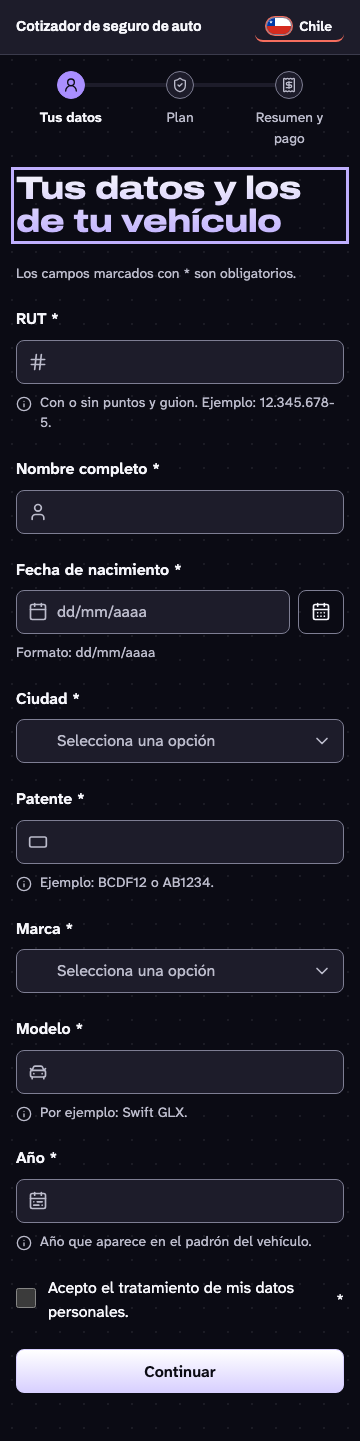 Cotizador de seguro de auto
Chile
Tus datos
Plan
Resumen y
pago
Tus datos y los
de tu vehículo
Los campos marcados con * son obligatorios.
RUT *
Con o sin puntos y guion. Ejemplo: 12.345.678-
5.
Nombre completo *
Fecha de nacimiento *
dd/mm/aaaa
Formato: dd/mm/aaaa
Ciudad *
Selecciona una opción
Patente *
Ejemplo: BCDF12 o AB1234.
Marca *
Selecciona una opción
Modelo *
Por ejemplo: Swift GLX.
Año *
Año que aparece en el padrón del vehículo.
Acepto el tratamiento de mis datos
personales. *
Continuar